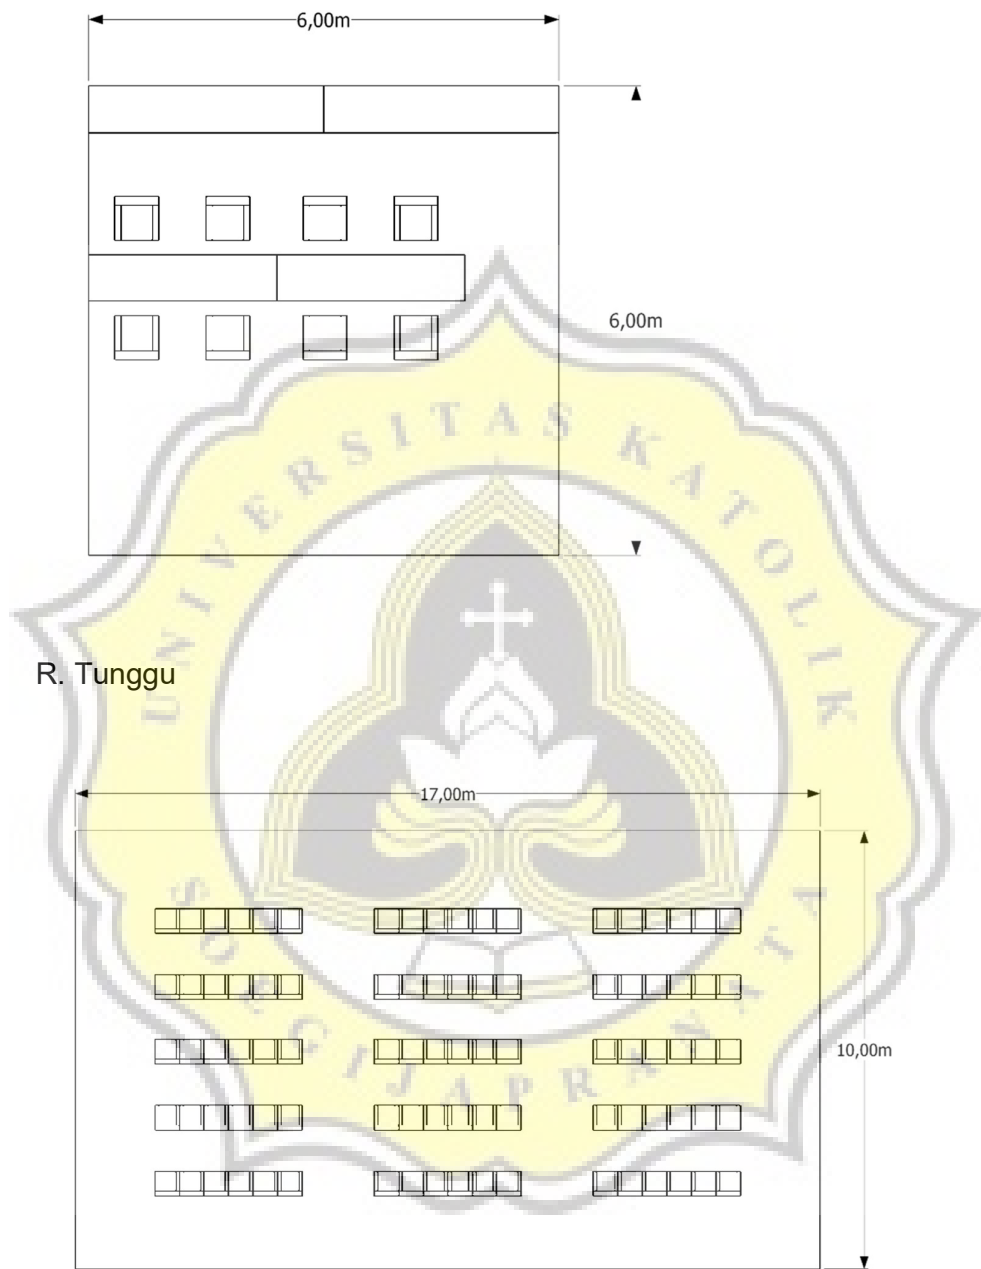 6,00m
6,00m
UNIVERSITAS KATOLIK
R. Tunggu
17,00m
SOEGIJAPRANATA
10,00m